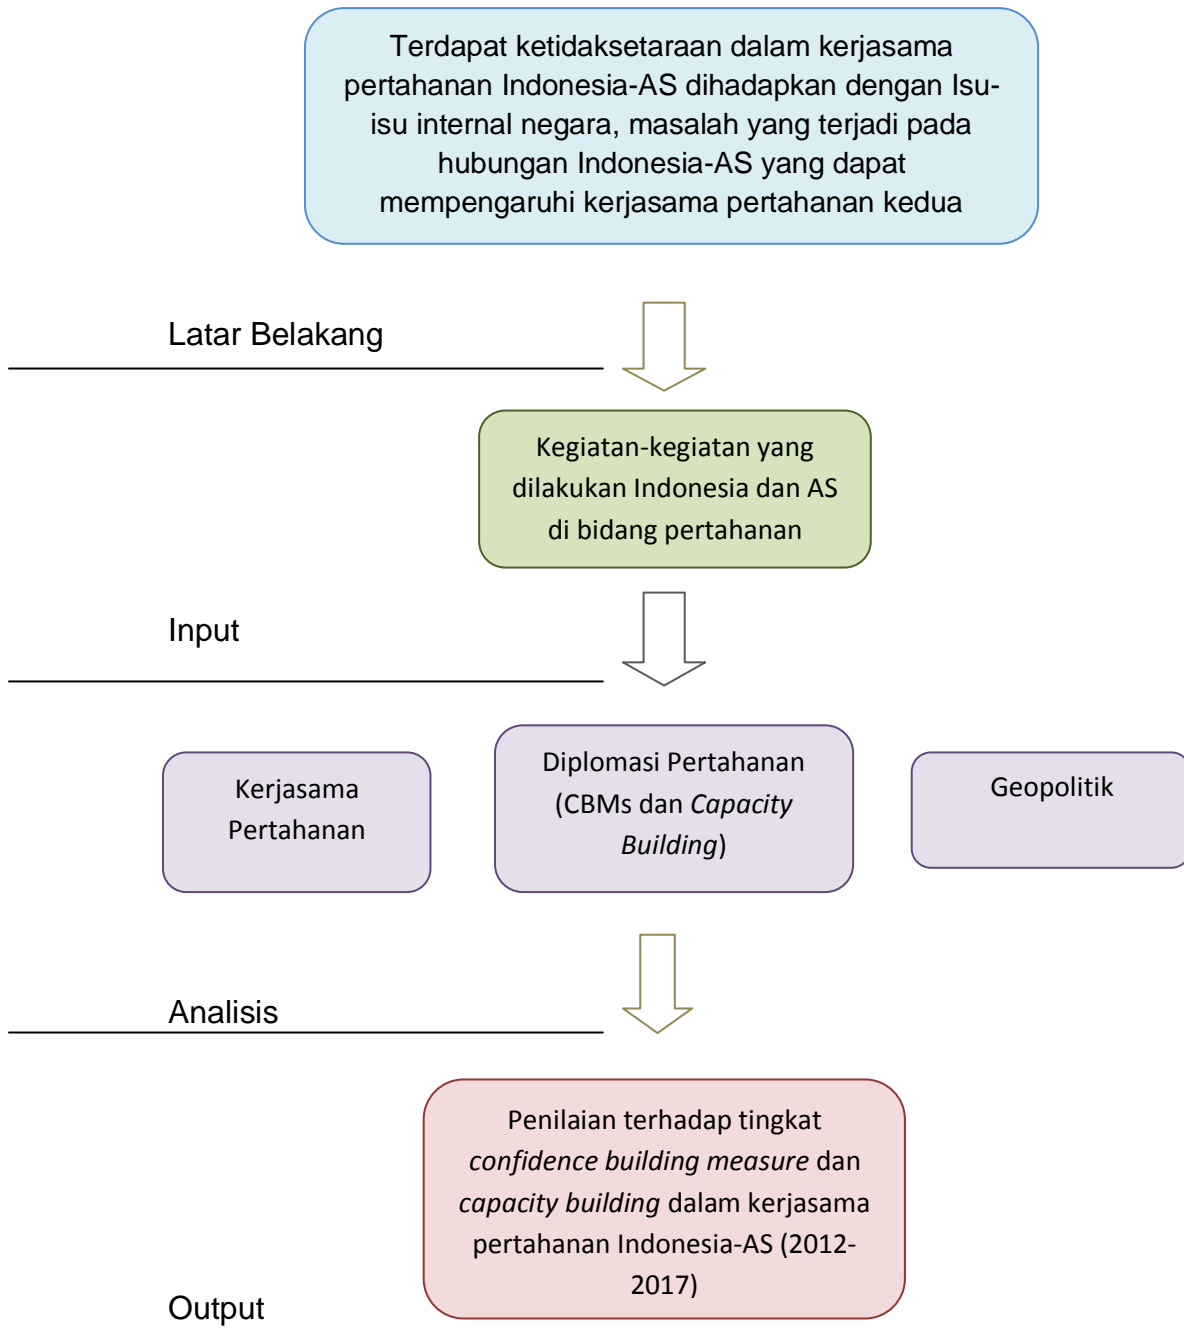 Terdapat ketidaksetaraan dalam kerjasama
pertahanan Indonesia-AS dihadapkan dengan Isu-
isu internal negara, masalah yang terjadi pada
hubungan Indonesia-AS yang dapat
mempengaruhi kerjasama pertahanan kedua
Latar Belakang
Kegiatan-kegiatan yang
dilakukan Indonesia dan AS
di bidang pertahanan
Input
Kerjasama
Pertahanan
Diplomasi Pertahanan
(CBMs dan Capacity
Building)
Geopolitik
Analisis
Penilaian terhadap tingkat
confidence building measure dan
capacity building dalam kerjasama
pertahanan Indonesia-AS (2012-
2017)
Output